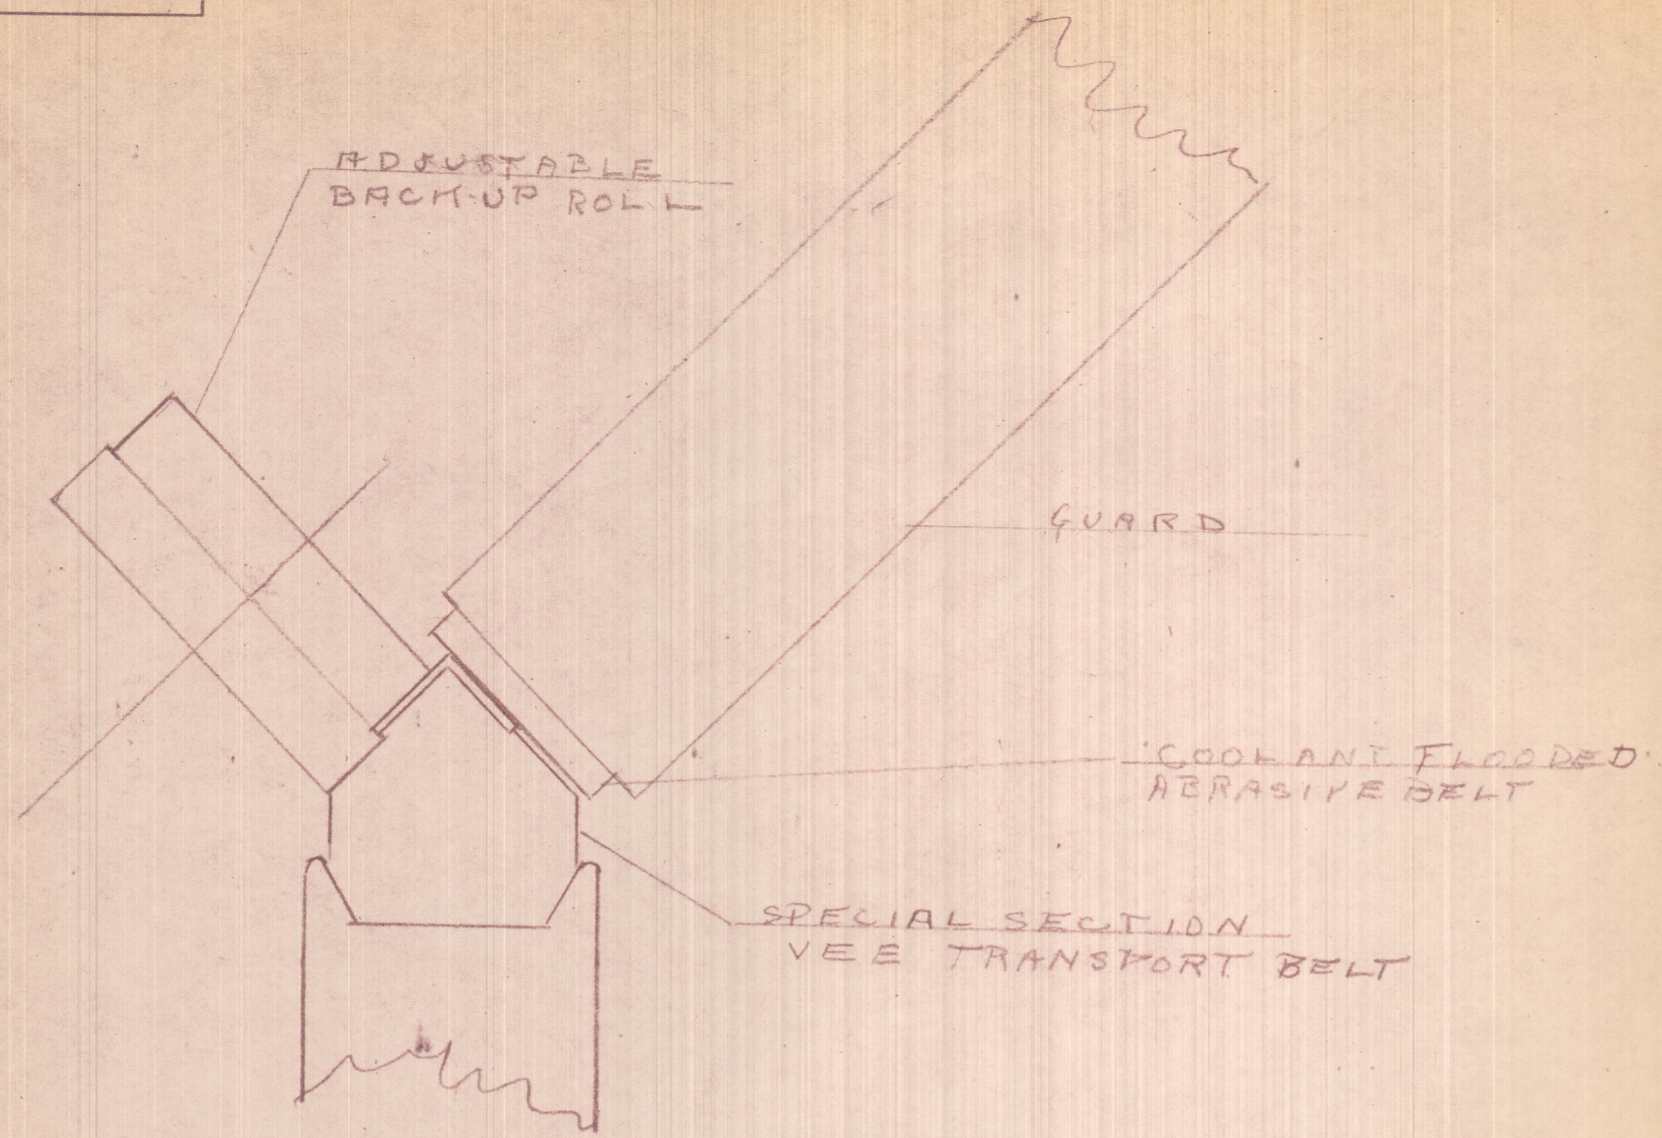 ADJUSTABLE
BACK-UP ROLL
GUARD
COOLANT FLOODED
ABRASIVE BELT
SPECIAL SECTION
VEE TRANSPORT BELT